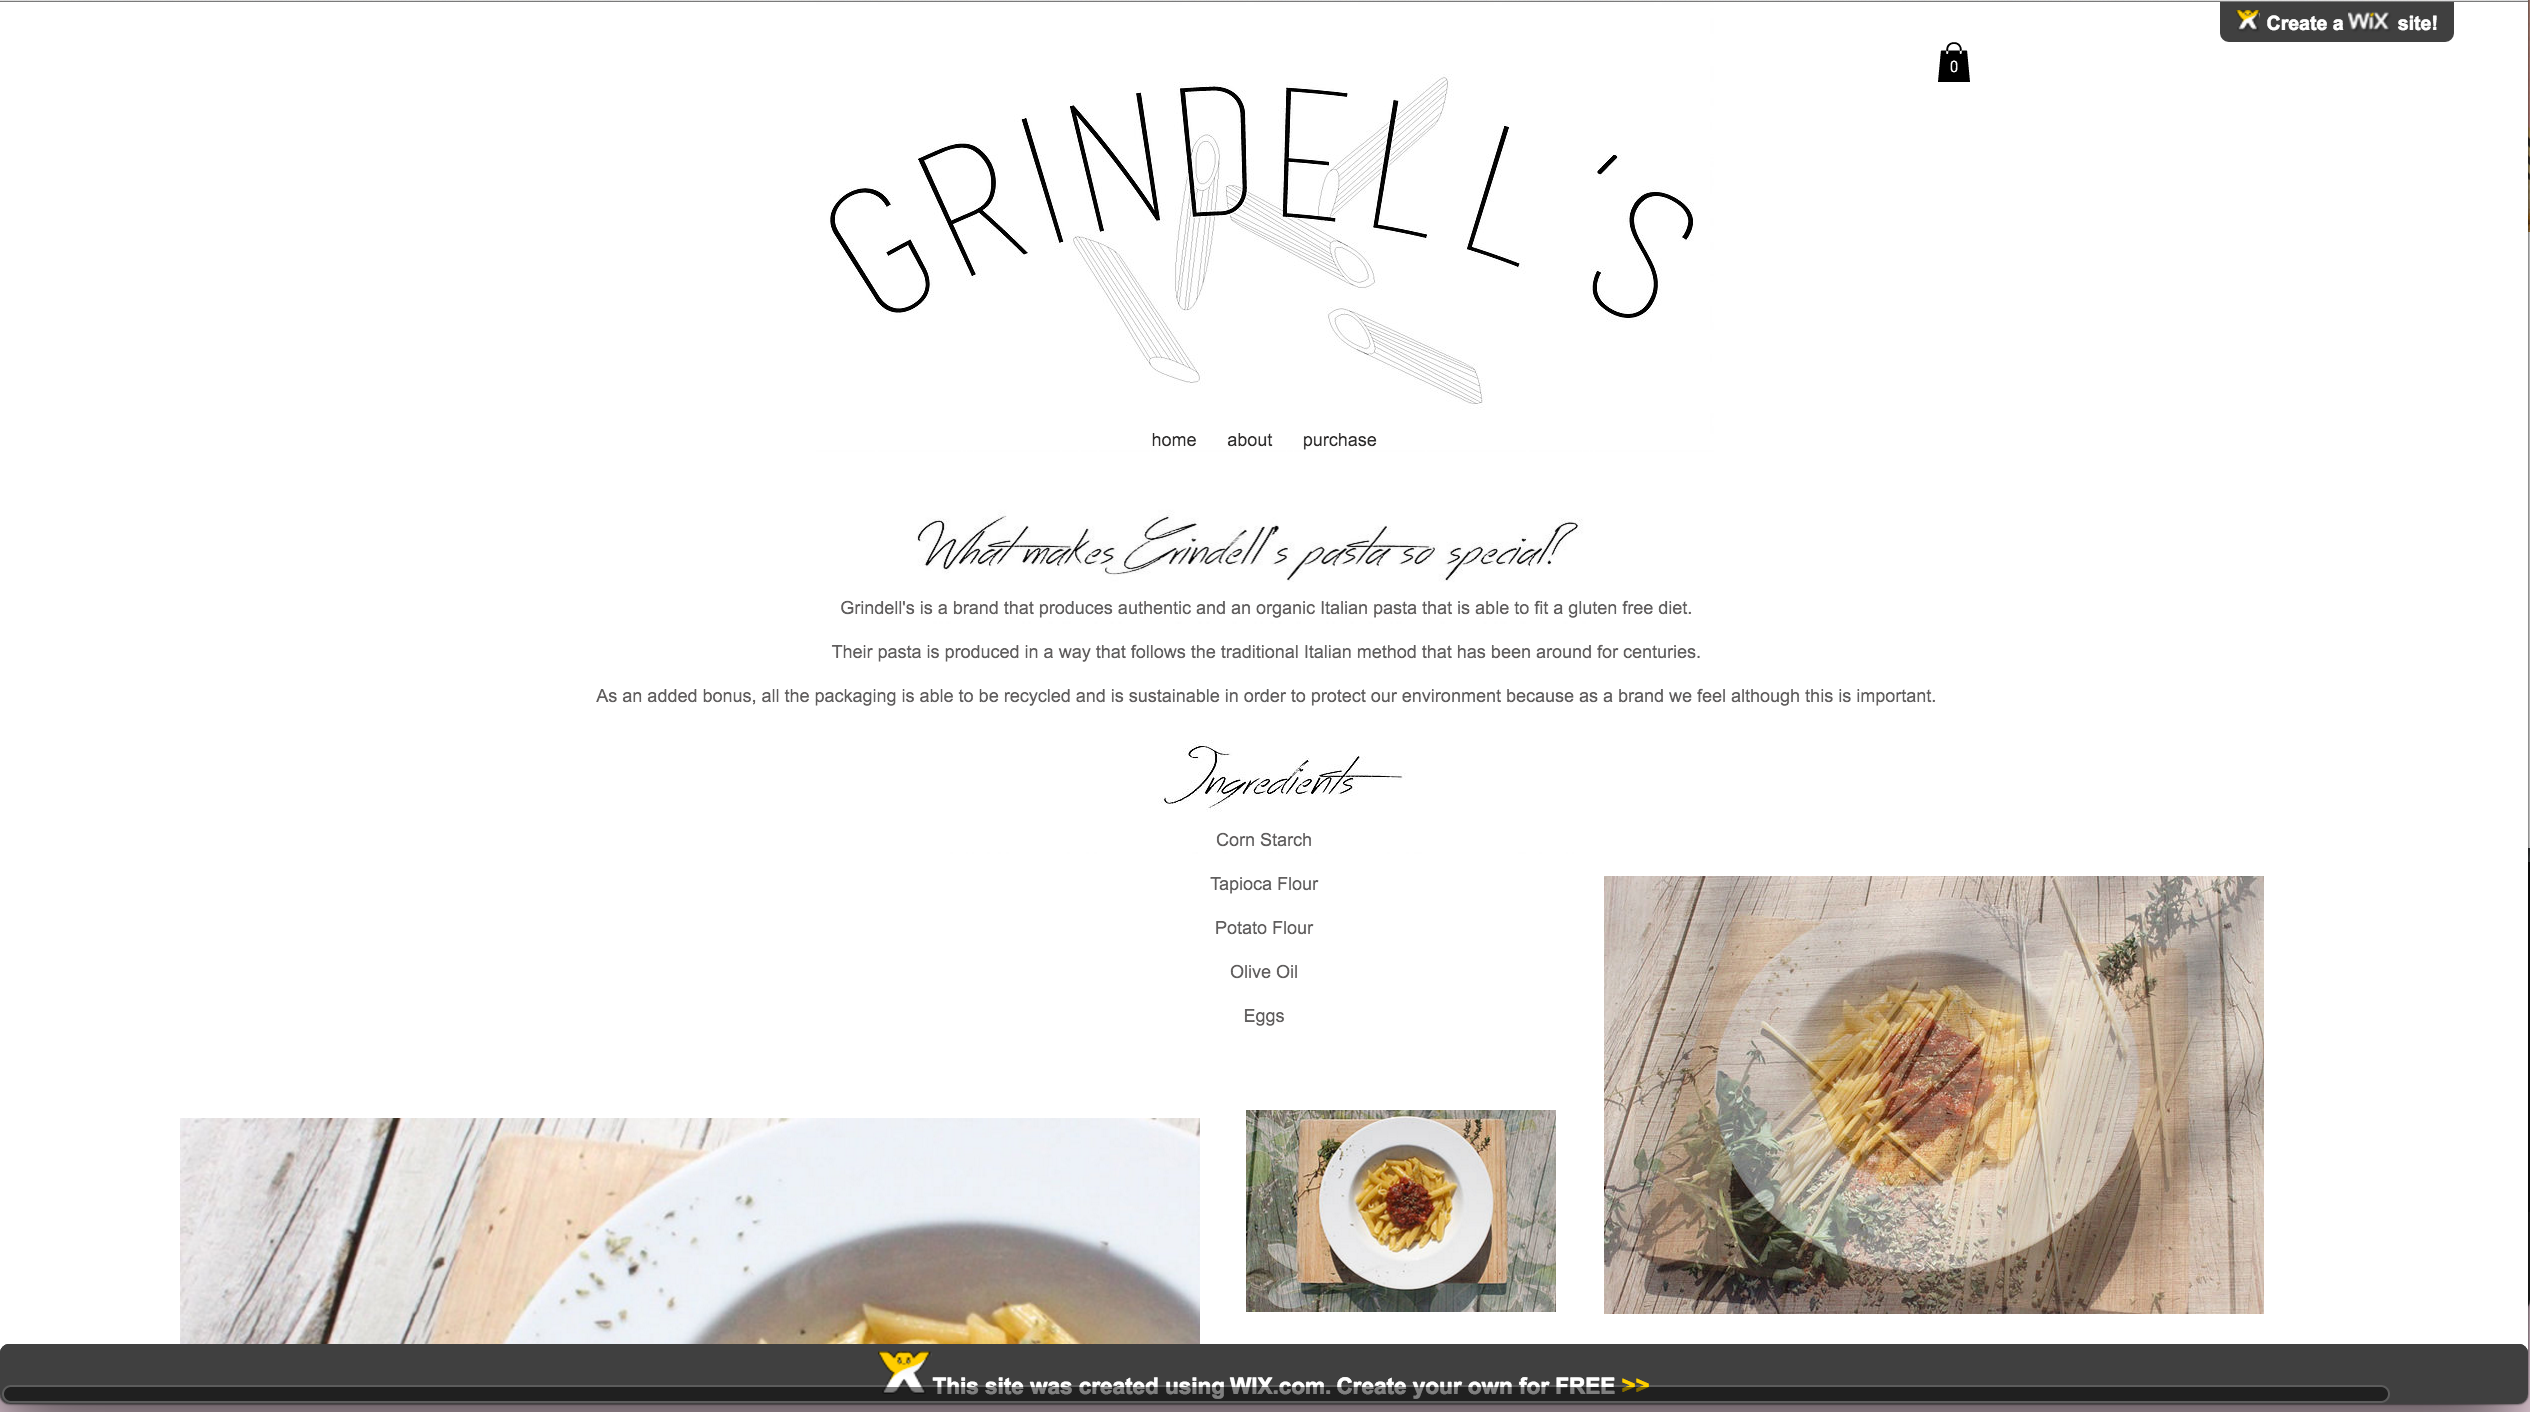 Create a WiX site!
0
GRINDELL'S
home about purchase
What makes Grindell's pasta so special?
Grindell's is a brand that produces authentic and an organic Italian pasta that is able to fit a gluten free diet.
Their pasta is produced in a way that follows the traditional Italian method that has been around for centuries.
As an added bonus, all the packaging is able to be recycled and is sustainable in order to protect our environment because as a brand we feel although this is important.
Ingredients
Corn Starch
Tapioca Flour
Potato Flour
Olive Oil
Eggs
This site was created using WIX.com. Create your own for FREE >>